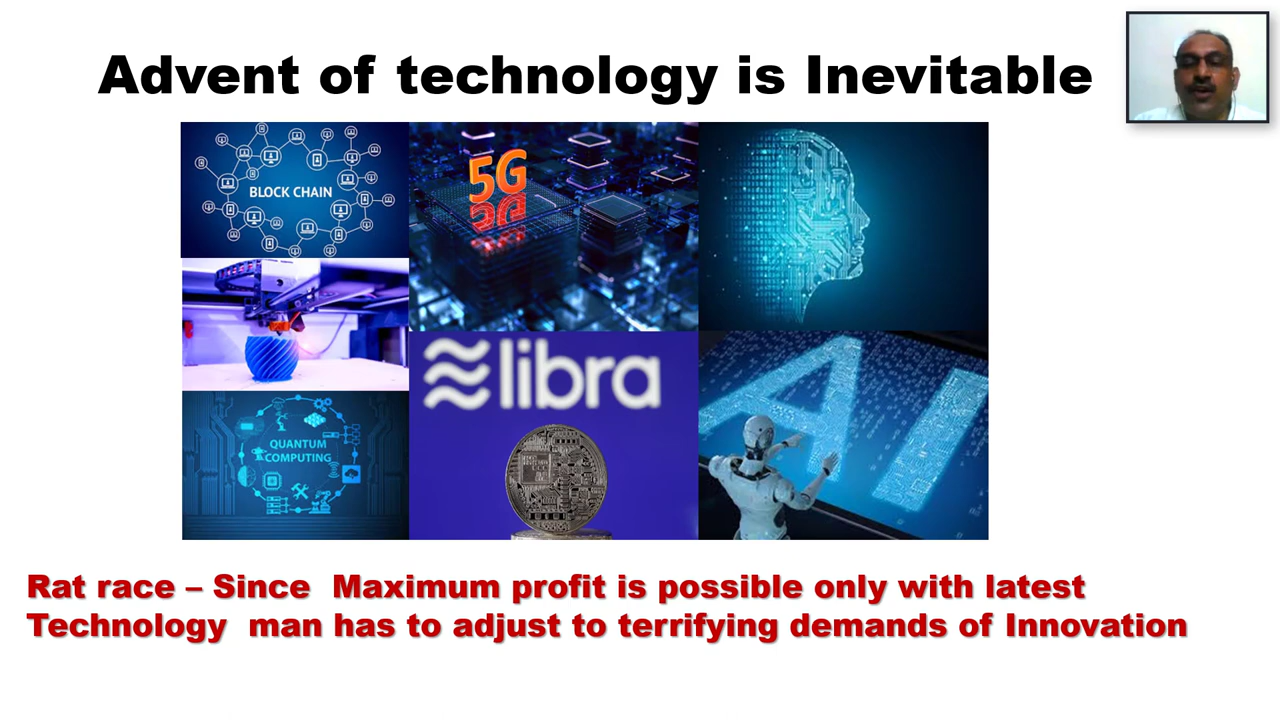 Advent of technology is Inevitable
BLOCK CHAIN
5G
libra
AI
QUANTUM
COMPUTING
Rat race – Since Maximum profit is possible only with latest
Technology man has to adjust to terrifying demands of Innovation